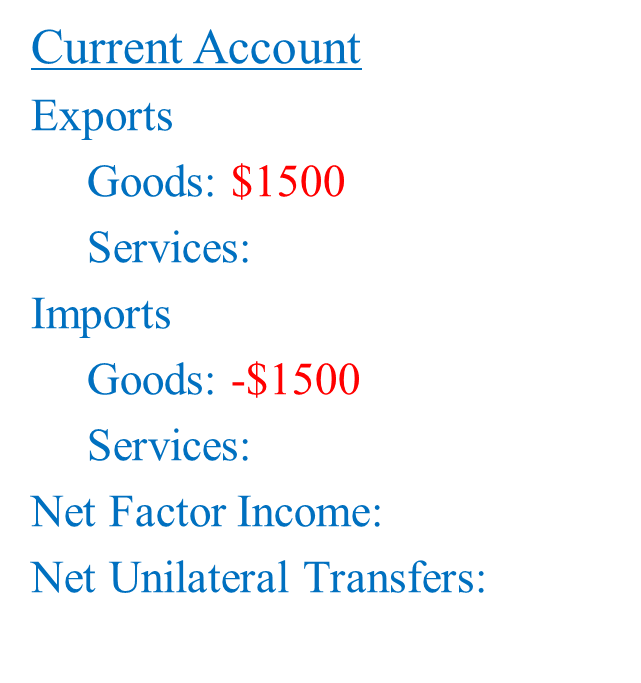 Current Account
Exports
Goods: $1500
Services:
Imports
Goods: -$1500
Services:
Net Factor Income:
Net Unilateral Transfers: